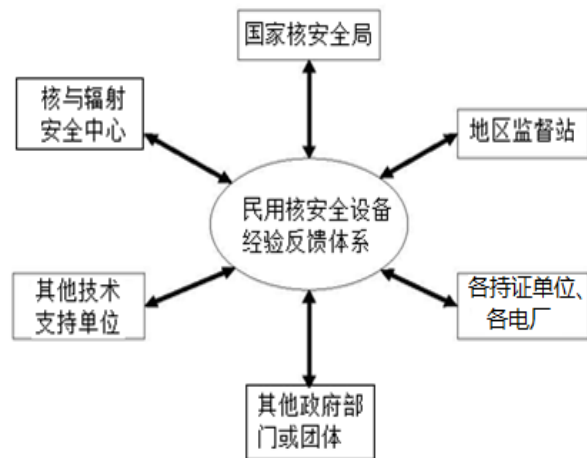 国家核安全局
核与辐射
安全中心
地区监督站
民用核安全设备
经验反馈体系
其他技术
支持单位
各持证单位、
各电厂
其他政府部
门或团体